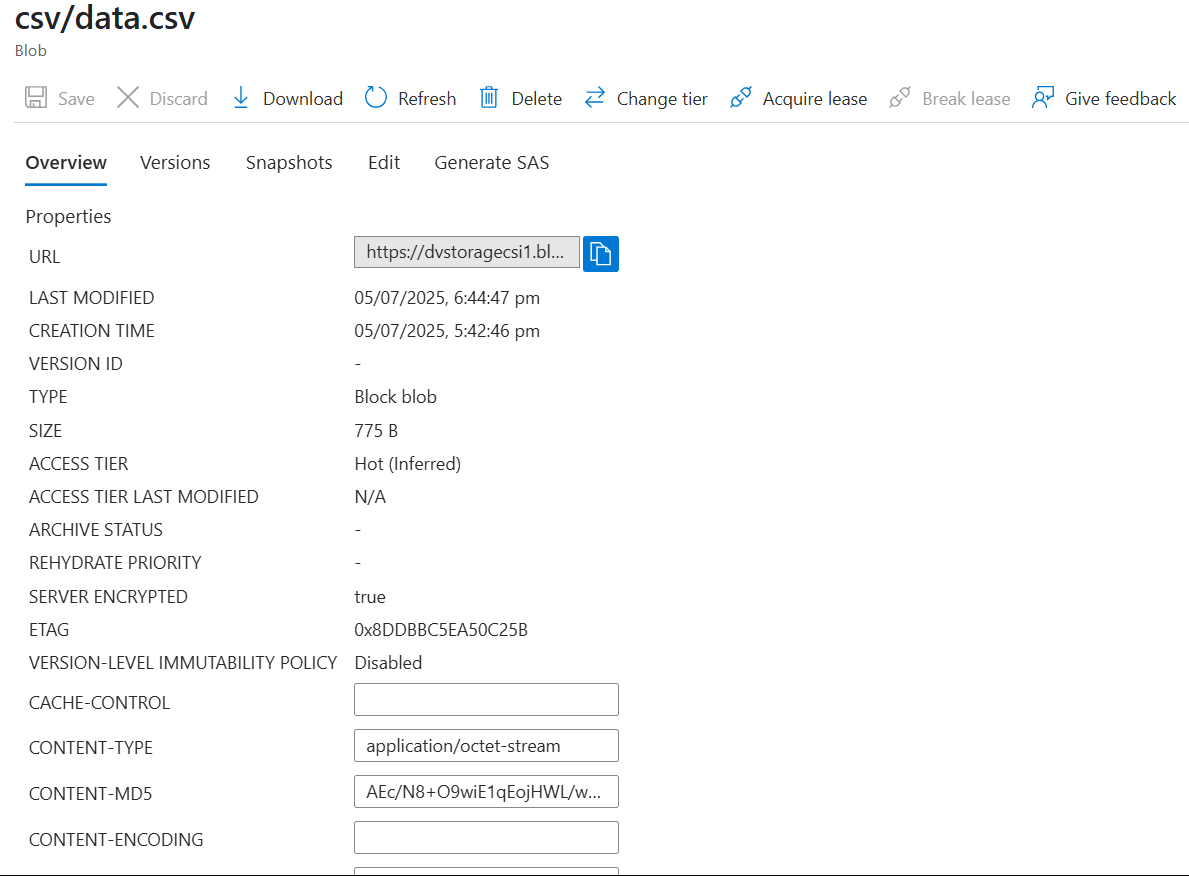 csv/data.csv
Blob
Save Discard Download Refresh Delete Change tier Acquire lease Break lease Give feedback
Overview Versions Snapshots Edit Generate SAS
Properties
URL https://dvstoragecsi1.bl...
LAST MODIFIED 05/07/2025, 6:44:47 pm
CREATION TIME 05/07/2025, 5:42:46 pm
VERSION ID -
TYPE Block blob
SIZE 775 B
ACCESS TIER Hot (Inferred)
ACCESS TIER LAST MODIFIED N/A
ARCHIVE STATUS -
REHYDRATE PRIORITY -
SERVER ENCRYPTED true
ETAG 0x8DDBBC5EA50C25B
VERSION-LEVEL IMMUTABILITY POLICY Disabled
CACHE-CONTROL
CONTENT-TYPE application/octet-stream
CONTENT-MD5 AEc/N8+O9wiE1qEojHWL/w...
CONTENT-ENCODING